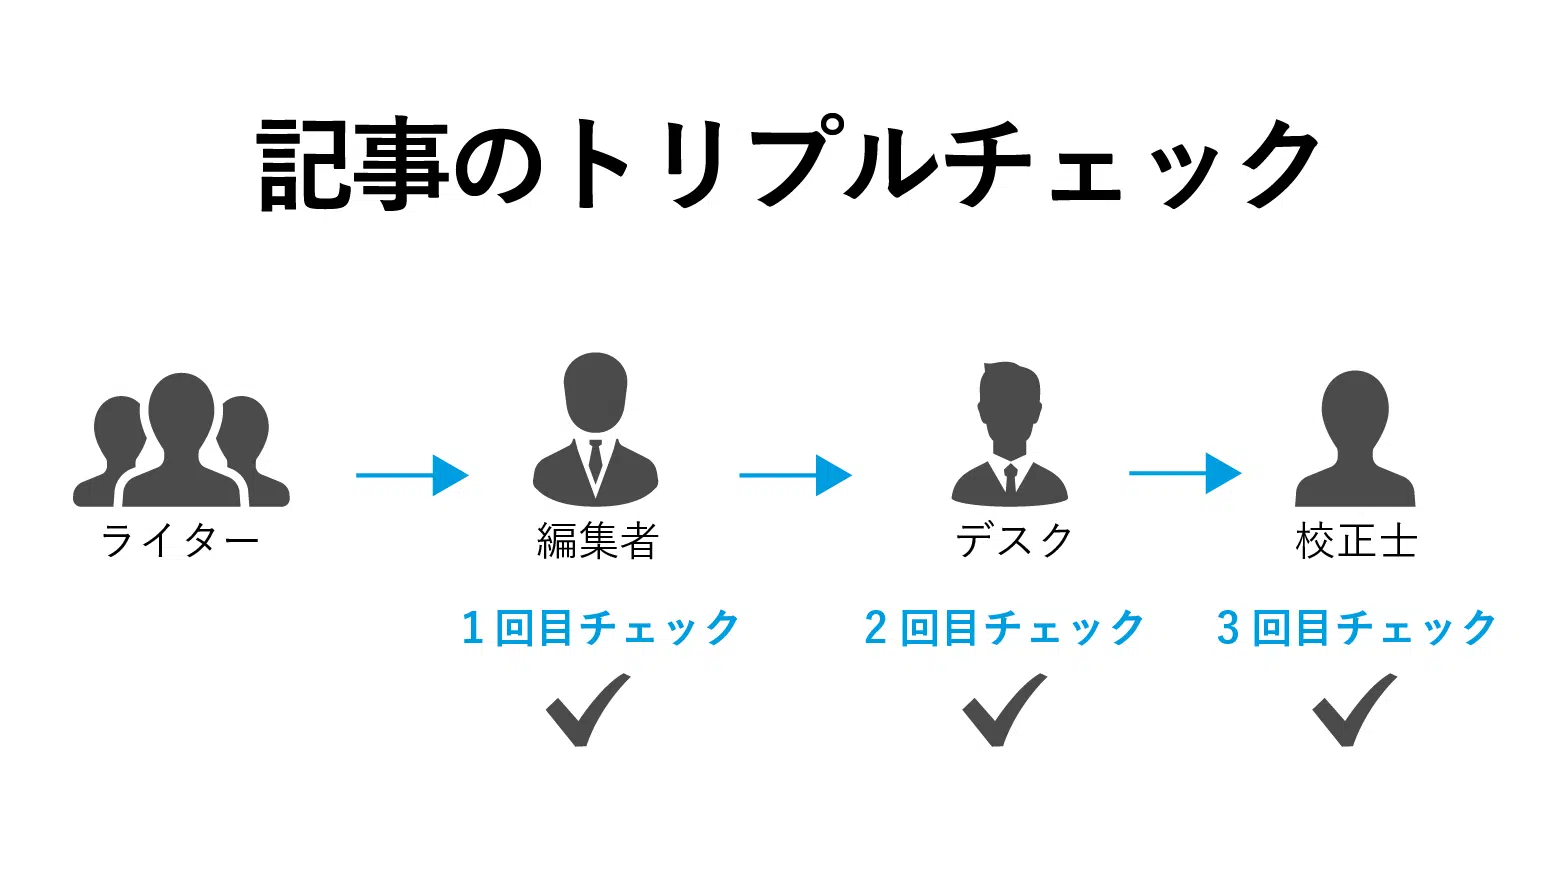 記事のトリプルチェック
ライター
編集者
デスク
校正士
1回目チェック
2回目チェック
3回目チェック